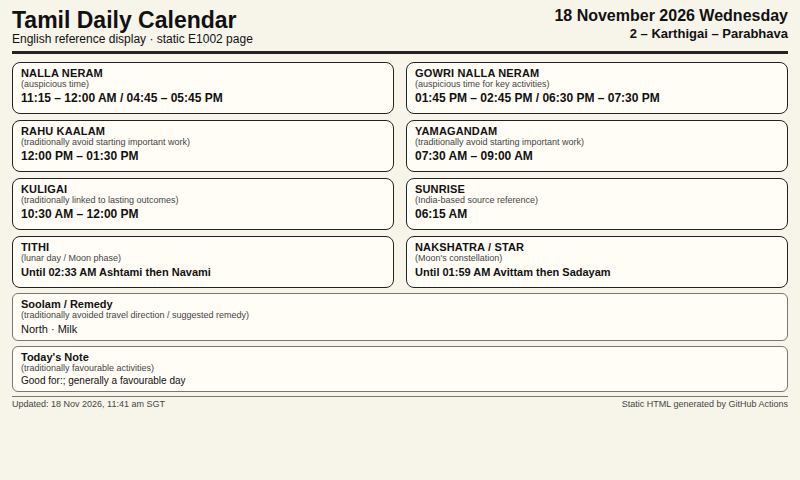 Tamil Daily Calendar
English reference display · static E1002 page
18 November 2026 Wednesday
2 – Karthigai – Parabhava
NALLA NERAM
(auspicious time)
11:15 – 12:00 AM / 04:45 – 05:45 PM
GOWRI NALLA NERAM
(auspicious time for key activities)
01:45 PM – 02:45 PM / 06:30 PM – 07:30 PM
RAHU KAALAM
(traditionally avoid starting important work)
12:00 PM – 01:30 PM
YAMAGANDAM
(traditionally avoid starting important work)
07:30 AM – 09:00 AM
KULIGAI
(traditionally linked to lasting outcomes)
10:30 AM – 12:00 PM
SUNRISE
(India-based source reference)
06:15 AM
TITHI
(lunar day / Moon phase)
Until 02:33 AM Ashtami then Navami
NAKSHATRA / STAR
(Moon's constellation)
Until 01:59 AM Avittam then Sadayam
Soolam / Remedy
(traditionally avoided travel direction / suggested remedy)
North · Milk
Today's Note
(traditionally favourable activities)
Good for:; generally a favourable day
Updated: 18 Nov 2026, 11:41 am SGT
Static HTML generated by GitHub Actions